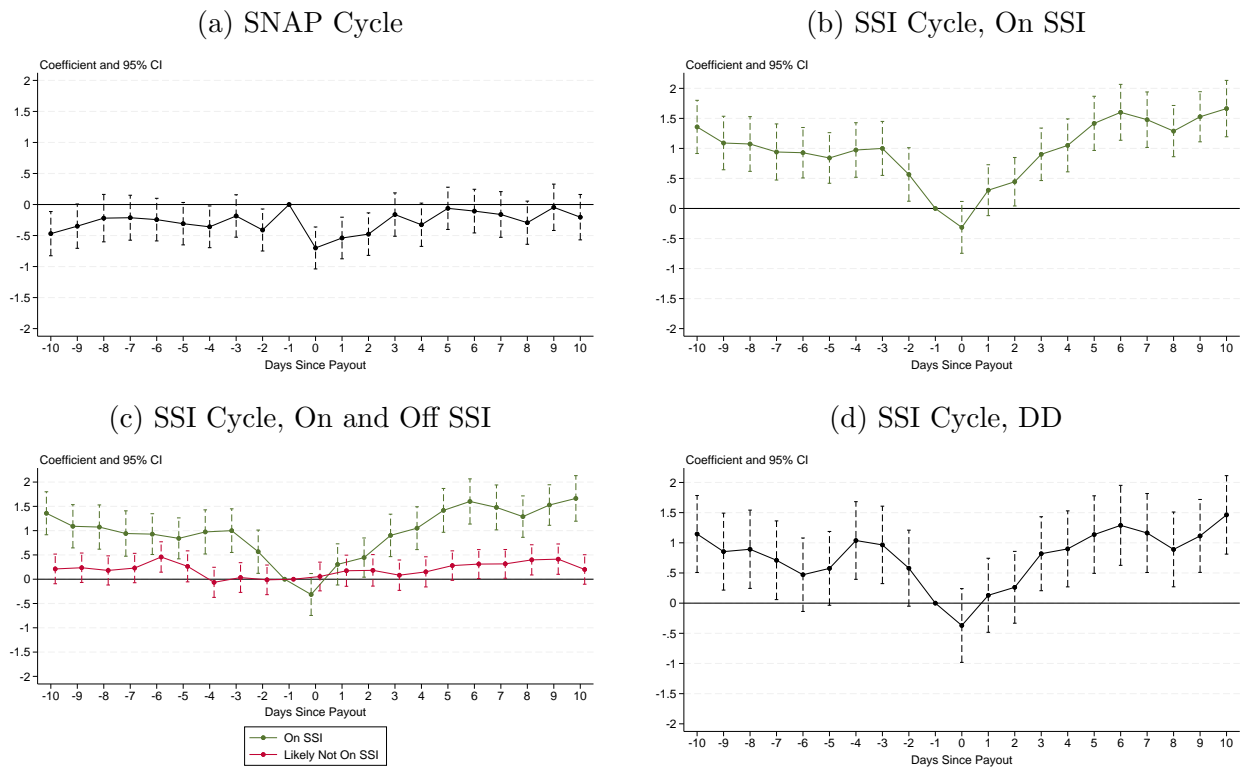 (a) SNAP Cycle
Coefficient and 95% CI
2
1.5
1
.5
0
-.5
-1
-1.5
-2
-10 -9 -8 -7 -6 -5 -4 -3 -2 -1 0 1 2 3 4 5 6 7 8 9 10
Days Since Payout
(b) SSI Cycle, On SSI
Coefficient and 95% CI
2
1.5
1
.5
0
-.5
-1
-1.5
-2
-10 -9 -8 -7 -6 -5 -4 -3 -2 -1 0 1 2 3 4 5 6 7 8 9 10
Days Since Payout
(c) SSI Cycle, On and Off SSI
Coefficient and 95% CI
2
1.5
1
.5
0
-.5
-1
-1.5
-2
-10 -9 -8 -7 -6 -5 -4 -3 -2 -1 0 1 2 3 4 5 6 7 8 9 10
Days Since Payout
On SSI
Likely Not On SSI
(d) SSI Cycle, DD
Coefficient and 95% CI
2
1.5
1
.5
0
-.5
-1
-1.5
-2
-10 -9 -8 -7 -6 -5 -4 -3 -2 -1 0 1 2 3 4 5 6 7 8 9 10
Days Since Payout